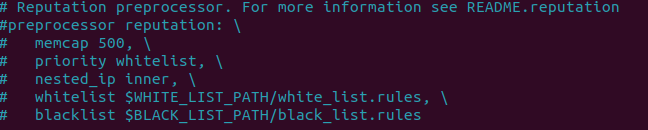 # Reputation preprocessor. For more information see README.reputation
#preprocessor reputation: \
#   memcap 500, \
#   priority whitelist, \
#   nested_ip inner, \
#   whitelist $WHITE_LIST_PATH/white_list.rules, \
#   blacklist $BLACK_LIST_PATH/black_list.rules